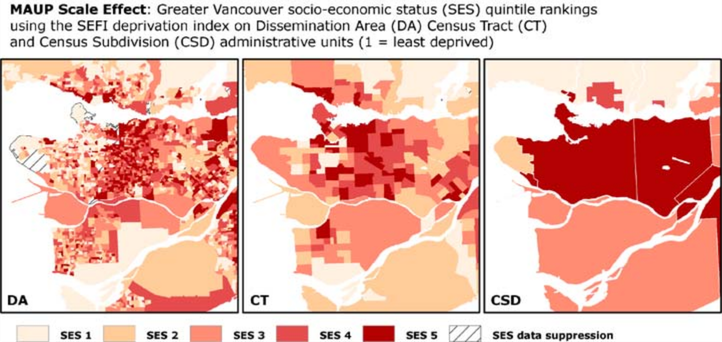 MAUP Scale Effect: Greater Vancouver socio-economic status (SES) quintile rankings
using the SEFI deprivation index on Dissemination Area (DA) Census Tract (CT)
and Census Subdivision (CSD) administrative units (1 = least deprived)
DA
CT
CSD
SES 1
SES 2
SES 3
SES 4
SES 5
SES data suppression